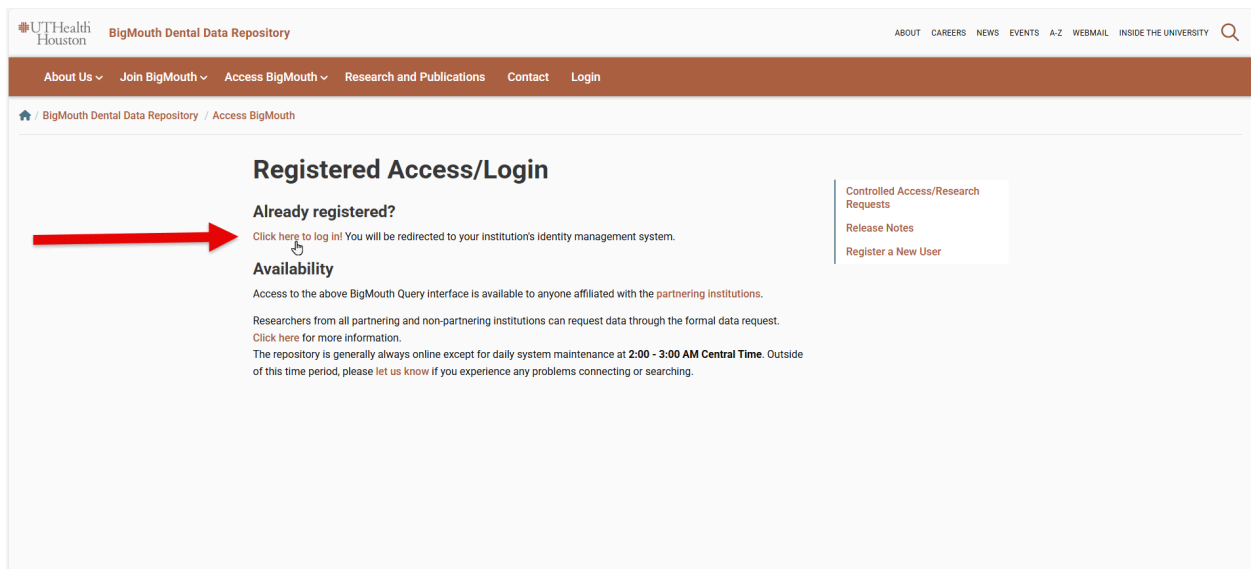 UTHealth
Houston
BigMouth Dental Data Repository
ABOUT CAREERS NEWS EVENTS A-Z WEBMAIL INSIDE THE UNIVERSITY
About Us Join BigMouth Access BigMouth Research and Publications Contact Login
/ BigMouth Dental Data Repository / Access BigMouth
Registered Access/Login
Already registered?
Click here to log in! You will be redirected to your institution's identity management system.
Availability
Access to the above BigMouth Query interface is available to anyone affiliated with the partnering institutions.
Researchers from all partnering and non-partnering institutions can request data through the formal data request.
Click here for more information.
The repository is generally always online except for daily system maintenance at 2:00 - 3:00 AM Central Time. Outside
of this time period, please let us know if you experience any problems connecting or searching.
Controlled Access/Research
Requests
Release Notes
Register a New User